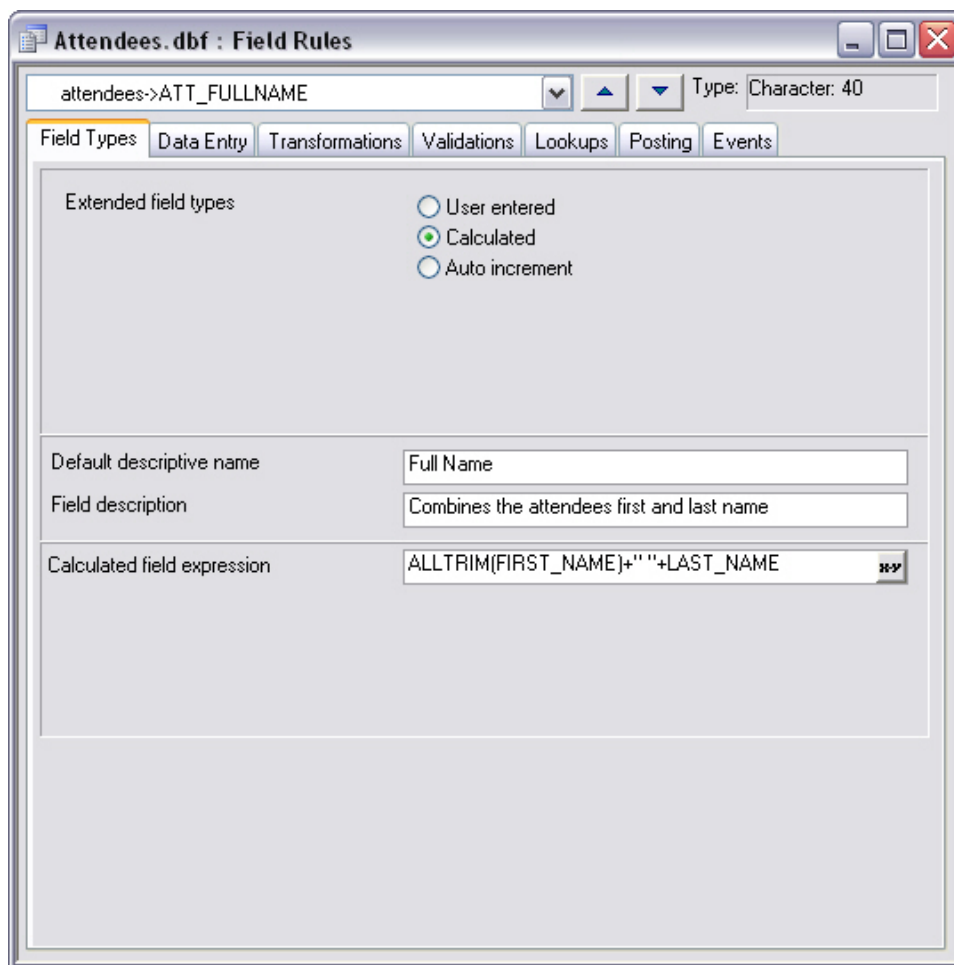 Attendees.dbf : Field Rules
attendees->ATT_FULLNAME Type: Character: 40
Field Types Data Entry Transformations Validations Lookups Posting Events
Extended field types User entered
Calculated
Auto increment
Default descriptive name Full Name
Field description Combines the attendees first and last name
Calculated field expression ALLTRIM(FIRST_NAME)+" "+LAST_NAME